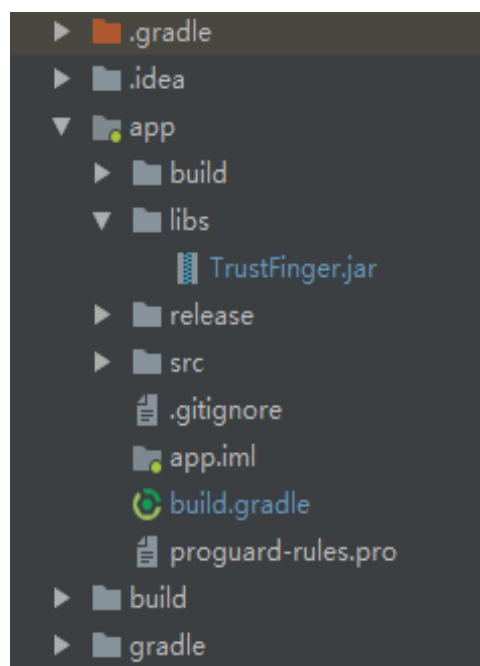 .gradle
.idea
app
build
libs
TrustFinger.jar
release
src
.gitignore
app.iml
build.gradle
proguard-rules.pro
build
gradle